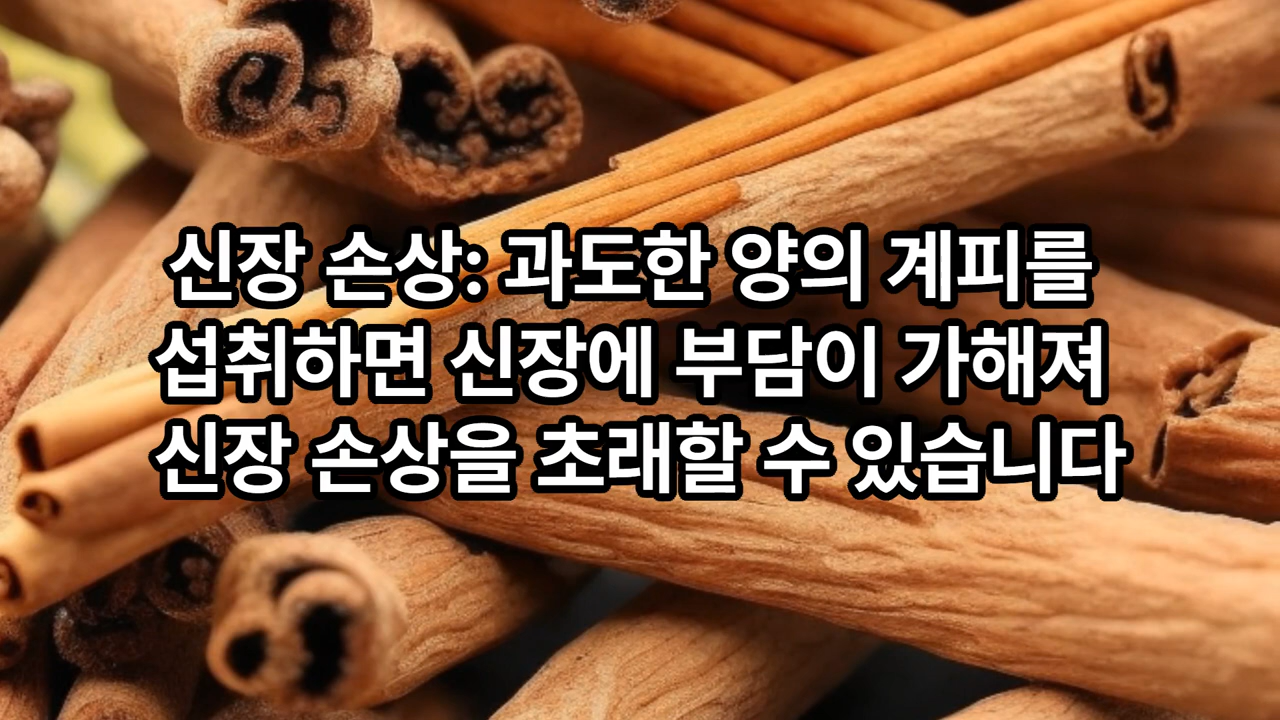 신장 손상: 과도한 양의 계피를
섭취하면 신장에 부담이 가해져
신장 손상을 초래할 수 있습니다